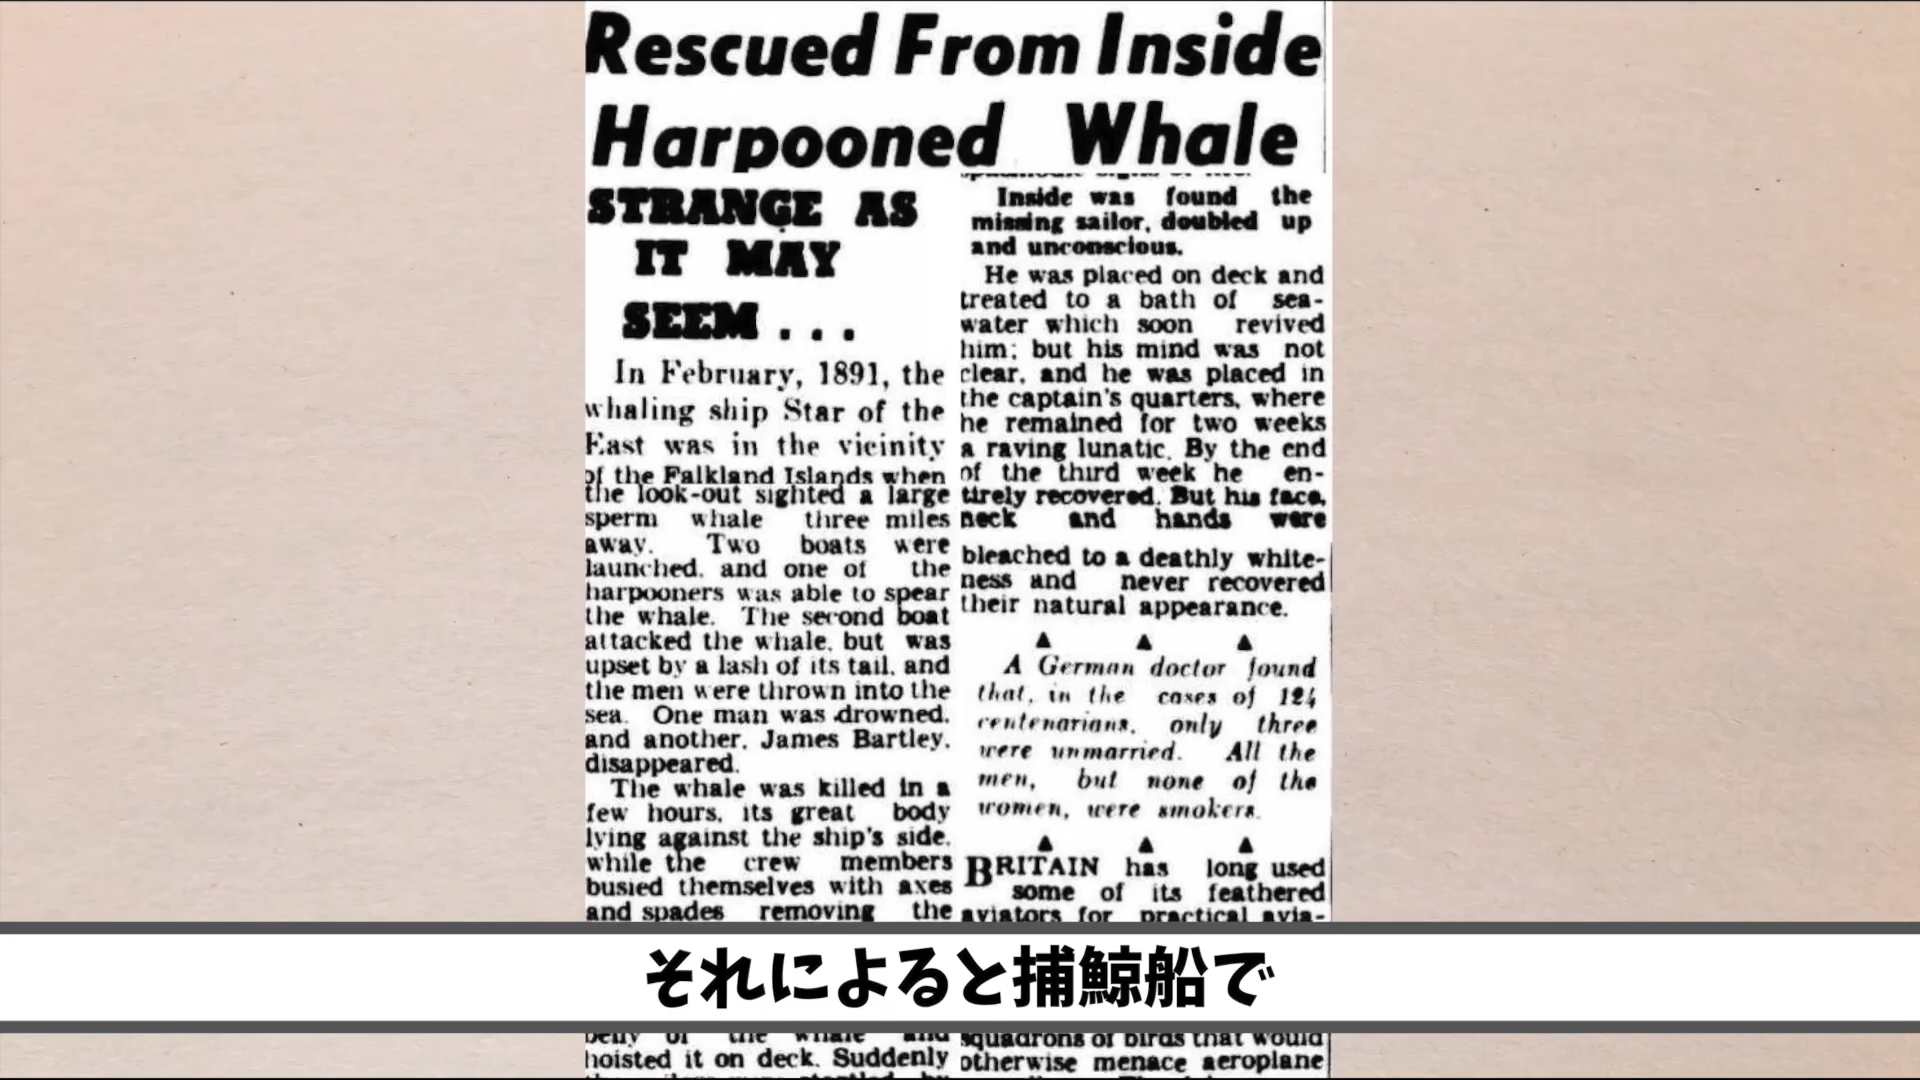 Rescued From Inside
Harpooned Whale
STRANGE AS
IT MAY
SEEM...
In February, 1891, the
whaling ship Star of the
East was in the vicinity
of the Falkland Islands when
the look-out sighted a large
sperm whale three miles
away. Two boats were
launched, and one of the
harpooners was able to spear
the whale. The second boat
attacked the whale, but was
upset by a lash of its tail, and
the men were thrown into the
sea. One man was drowned,
and another, James Bartley,
disappeared.
The whale was killed in a
few hours, its great body
lying against the ship's side,
while the crew members
busied themselves with axes
and spades removing the
belly of the whale and
hoisted it on deck. Suddenly
Inside was found the
missing sailor, doubled up
and unconscious.
He was placed on deck and
treated to a bath of sea-
water which soon revived
him; but his mind was not
clear, and he was placed in
the captain's quarters, where
he remained for two weeks
a raving lunatic. By the end
of the third week he en-
tirely recovered. But his face,
neck and hands were
bleached to a deathly white-
ness and never recovered
their natural appearance.
▲ ▲ ▲
A German doctor found
that, in the cases of 124
centenarians, only three
were unmarried. All the
men, but none of the
women, were smokers.
▲ ▲ ▲
BRITAIN has long used
some of its feathered
aviators for practical avia-
squadrons of birds that would
otherwise menace aeroplane
それによると捕鯨船で